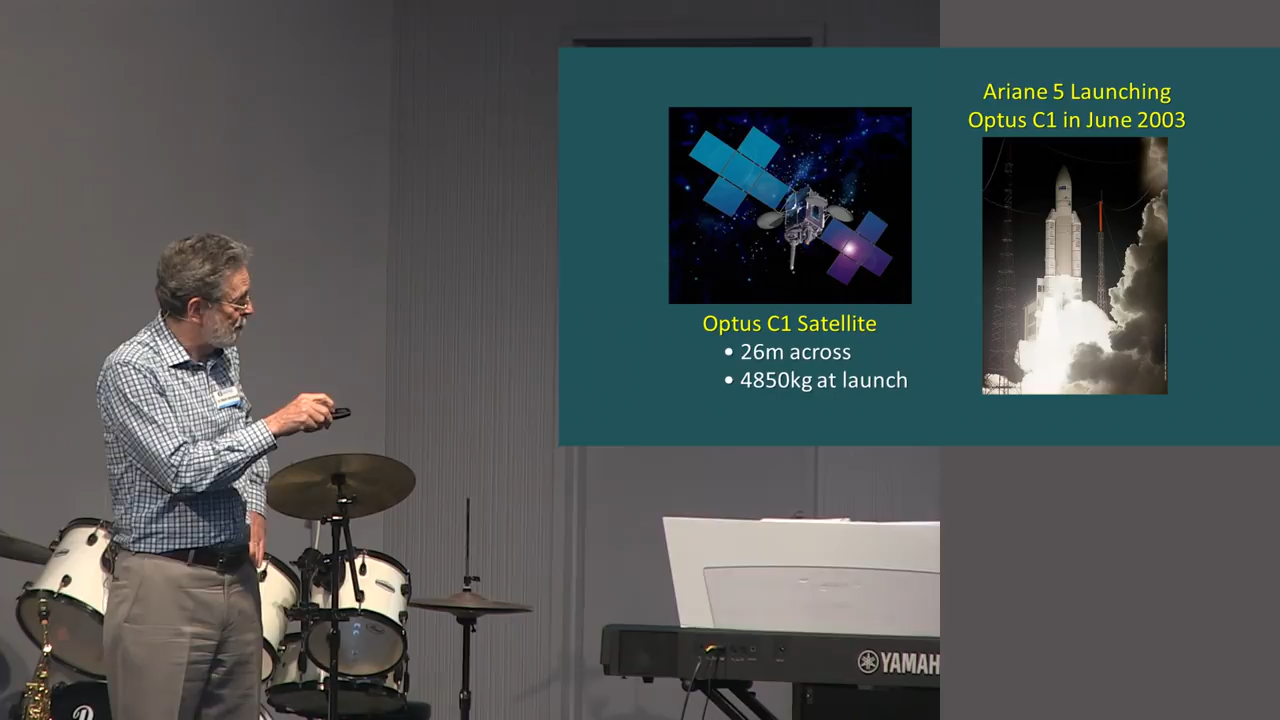 Ariane 5 Launching
Optus C1 in June 2003
Optus C1 Satellite
• 26m across
• 4850kg at launch
YAMAH